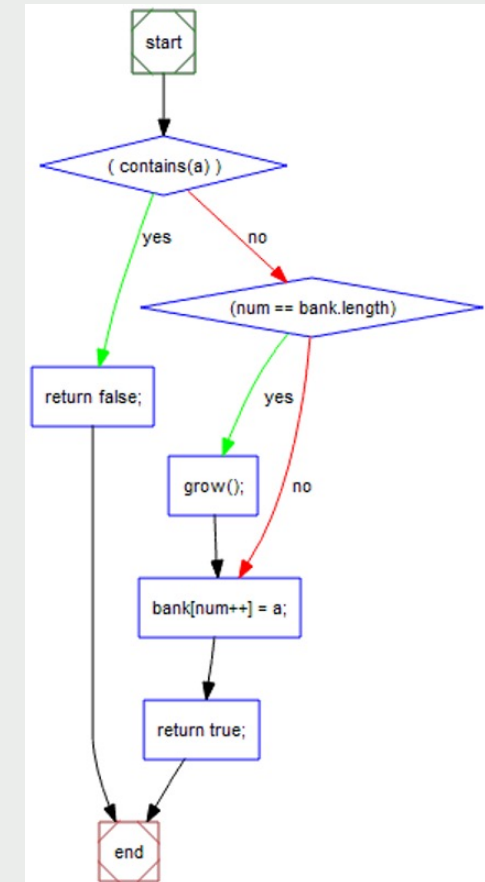 start
( contains(a) )
yes
no
(num == bank.length)
return false;
yes
grow();
no
bank[num++] = a;
return true;
end